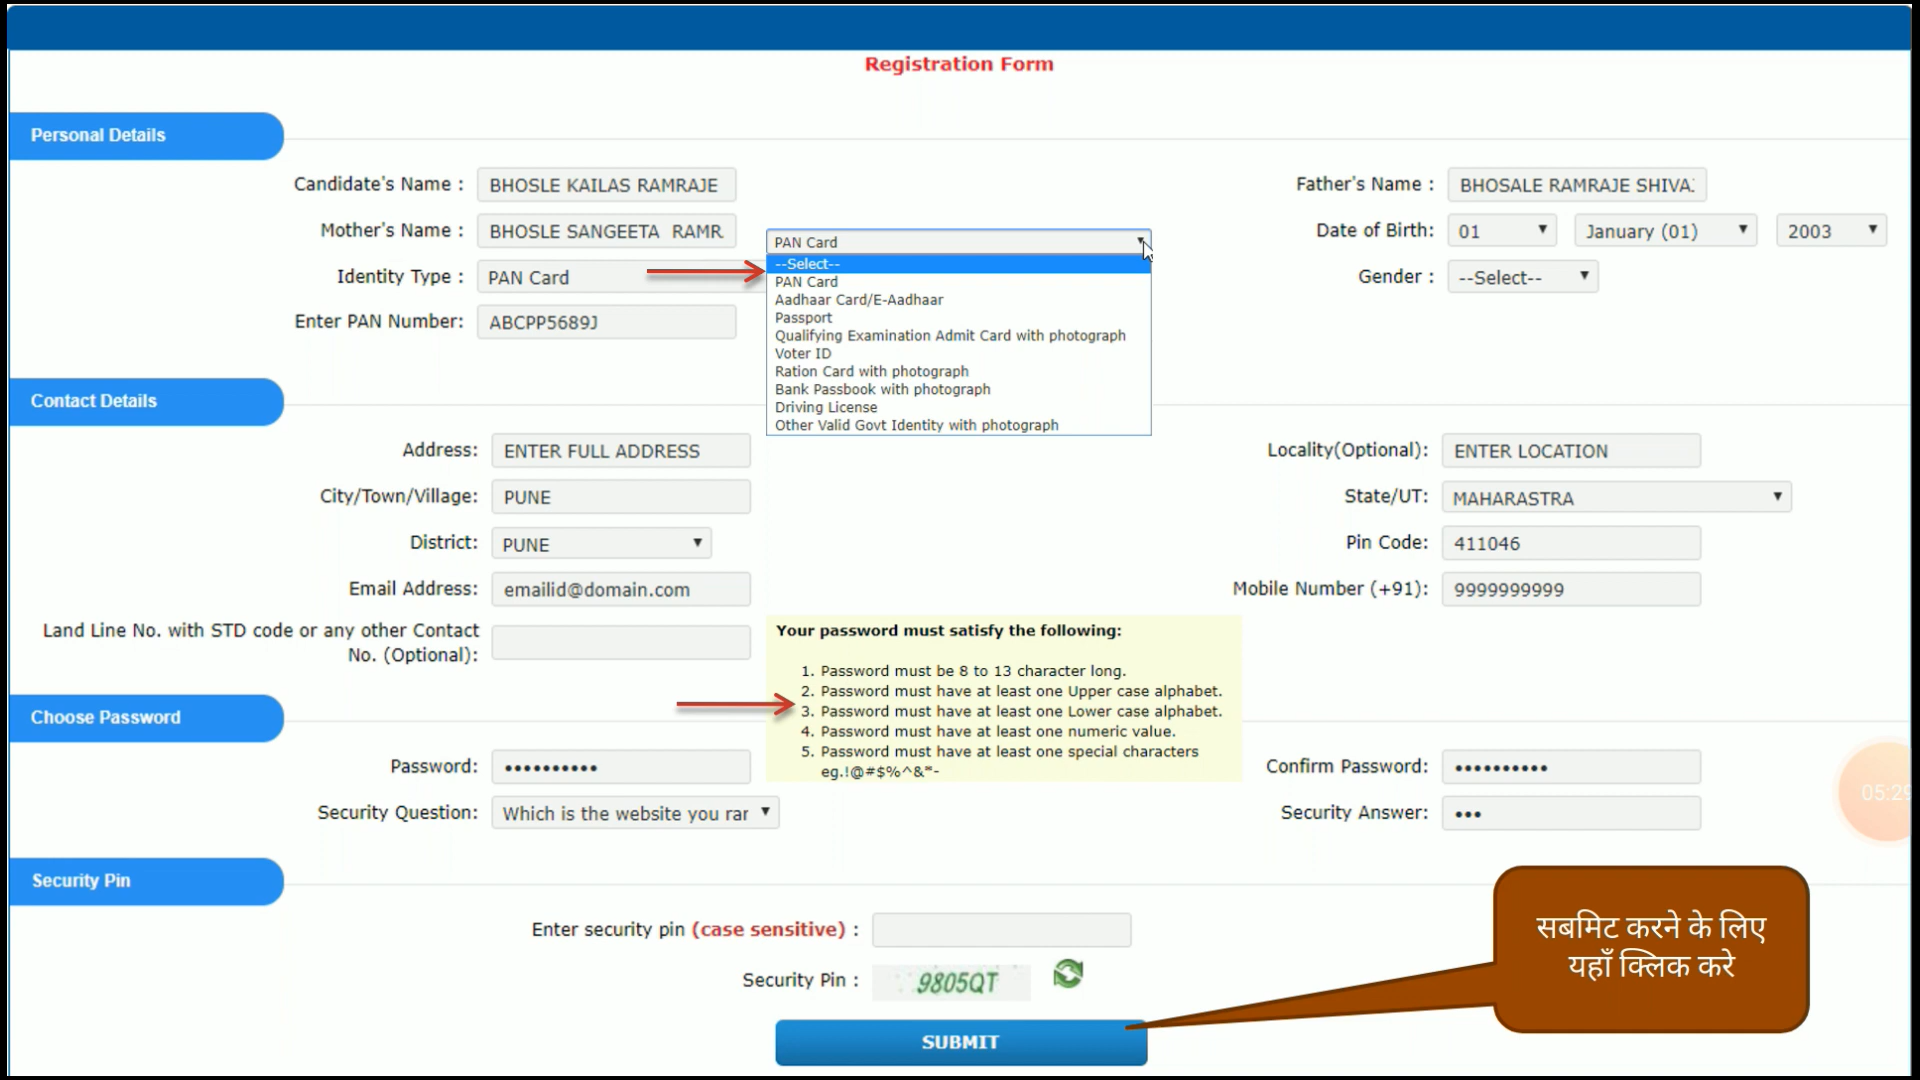 Registration Form
Personal Details
Candidate's Name : BHOSLE KAILAS RAMRAJE
Father's Name : BHOSALE RAMRAJE SHIVA
Mother's Name : BHOSLE SANGEETA RAMR
Date of Birth: 01 January (01) 2003
Identity Type : PAN Card
Gender : --Select--
Enter PAN Number: ABCPP5689J
PAN Card
--Select--
PAN Card
Aadhaar Card/E-Aadhaar
Passport
Qualifying Examination Admit Card with photograph
Voter ID
Ration Card with photograph
Bank Passbook with photograph
Driving License
Other Valid Govt Identity with photograph
Contact Details
Address: ENTER FULL ADDRESS
Locality(Optional): ENTER LOCATION
City/Town/Village: PUNE
State/UT: MAHARASTRA
District: PUNE
Pin Code: 411046
Email Address: emailid@domain.com
Mobile Number (+91): 9999999999
Land Line No. with STD code or any other Contact
No. (Optional):
Your password must satisfy the following:
1. Password must be 8 to 13 character long.
2. Password must have at least one Upper case alphabet.
3. Password must have at least one Lower case alphabet.
4. Password must have at least one numeric value.
5. Password must have at least one special characters
eg.!@#$%^&*-
Choose Password
Password: ••••••••••
Confirm Password: ••••••••••
Security Question: Which is the website you rar
Security Answer: •••
05:29
Security Pin
Enter security pin (case sensitive) :
Security Pin : 9805QT
सबमिट करने के लिए
यहाँ क्लिक करे
SUBMIT